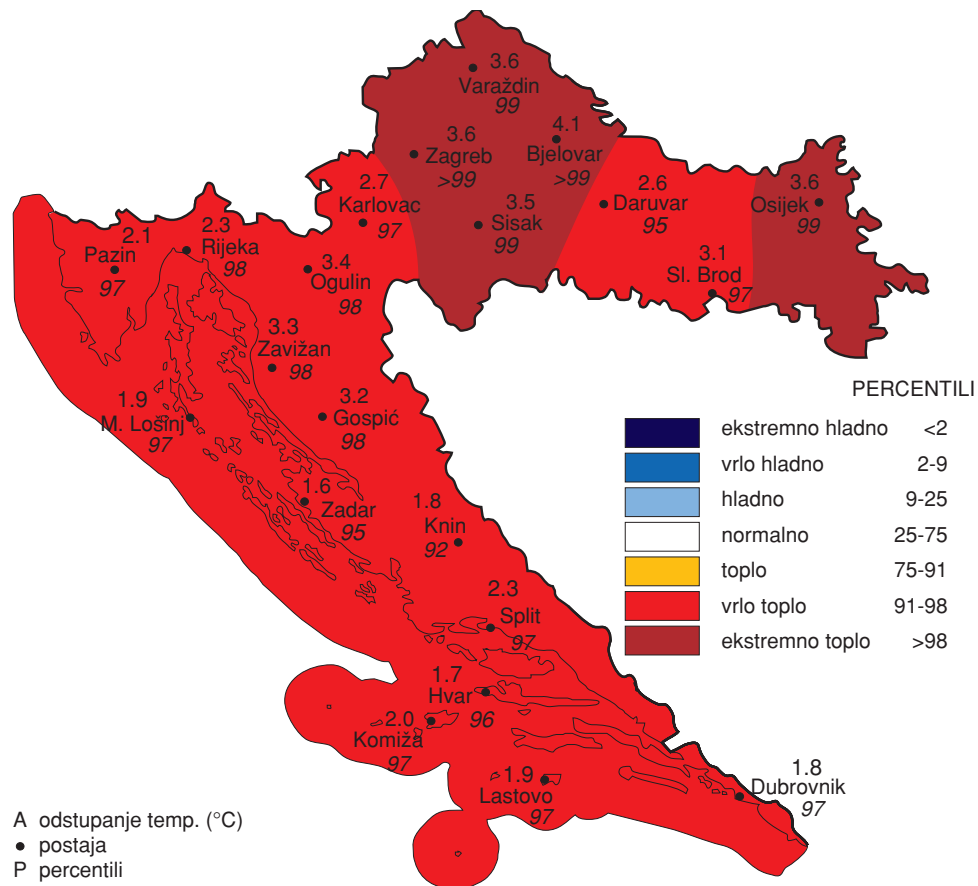 3.6
Varaždin
99
3.6
Zagreb
>99
4.1
Bjelovar
>99
2.7
Karlovac
97
3.5
Sisak
99
2.6
Daruvar
95
3.6
Osijek
99
3.1
Sl. Brod
97
2.1
Pazin
97
2.3
Rijeka
98
3.4
Ogulin
98
3.3
Zavižan
98
1.9
M. Lošinj
97
3.2
Gospić
98
1.6
Zadar
95
1.8
Knin
92
2.3
Split
97
1.7
Hvar
96
2.0
Komiža
97
1.9
Lastovo
97
1.8
Dubrovnik
97
PERCENTILI
ekstremno hladno <2
vrlo hladno 2-9
hladno 9-25
normalno 25-75
toplo 75-91
vrlo toplo 91-98
ekstremno toplo >98
A odstupanje temp. (°C)
● postaja
P percentili